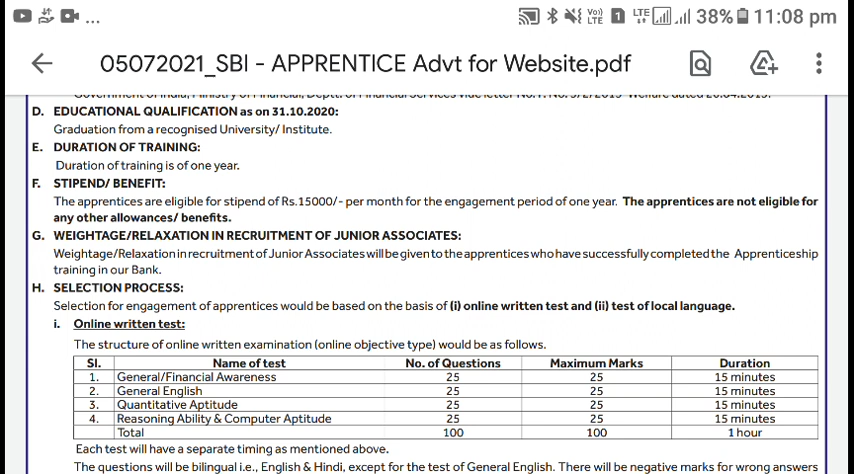 ... Vo)) LTE 1 LTE 38% 11:08 pm
05072021_SBI - APPRENTICE Advt for Website.pdf
D. EDUCATIONAL QUALIFICATION as on 31.10.2020:
Graduation from a recognised University/ Institute.
E. DURATION OF TRAINING:
Duration of training is of one year.
F. STIPEND/ BENEFIT:
The apprentices are eligible for stipend of Rs.15000/- per month for the engagement period of one year. The apprentices are not eligible for
any other allowances/ benefits.
G. WEIGHTAGE/RELAXATION IN RECRUITMENT OF JUNIOR ASSOCIATES:
Weightage/Relaxation in recruitment of Junior Associates will be given to the apprentices who have successfully completed the Apprenticeship
training in our Bank.
H. SELECTION PROCESS:
Selection for engagement of apprentices would be based on the basis of (i) online written test and (ii) test of local language.
i. Online written test:
The structure of online written examination (online objective type) would be as follows.
Sl. Name of test No. of Questions Maximum Marks Duration
1. General/Financial Awareness 25 25 15 minutes
2. General English 25 25 15 minutes
3. Quantitative Aptitude 25 25 15 minutes
4. Reasoning Ability & Computer Aptitude 25 25 15 minutes
Total 100 100 1 hour
Each test will have a separate timing as mentioned above.
The questions will be bilingual i.e., English & Hindi, except for the test of General English. There will be negative marks for wrong answers